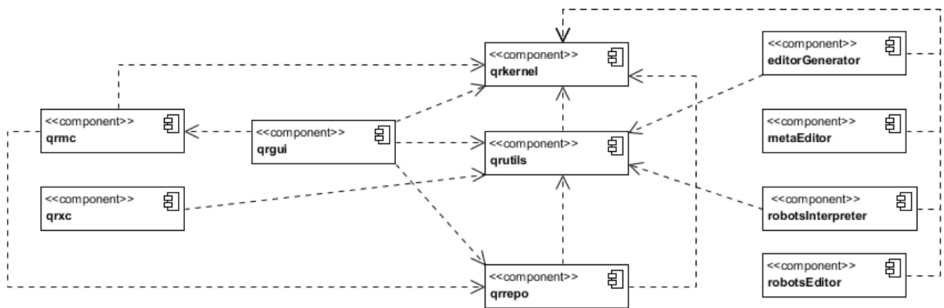 <<component>>
qrkernel
<<component>>
editorGenerator
<<component>>
qrmc
<<component>>
qrgui
<<component>>
qrutils
<<component>>
metaEditor
<<component>>
qrxc
<<component>>
robotsInterpreter
<<component>>
qrrepo
<<component>>
robotsEditor